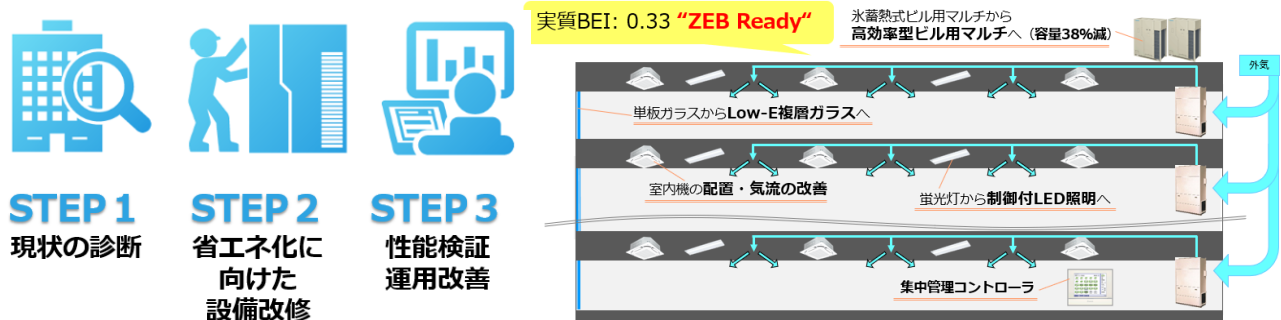 STEP1
現状の診断
STEP2
省エネ化に
向けた
設備改修
STEP3
性能検証
運用改善
実質BEI: 0.33 “ZEB Ready“
氷蓄熱式ビル用マルチから
高効率型ビル用マルチへ（容量38%減）
外気
単板ガラスからLow-E複層ガラスへ
室内機の配置・気流の改善
蛍光灯から制御付LED照明へ
集中管理コントローラ